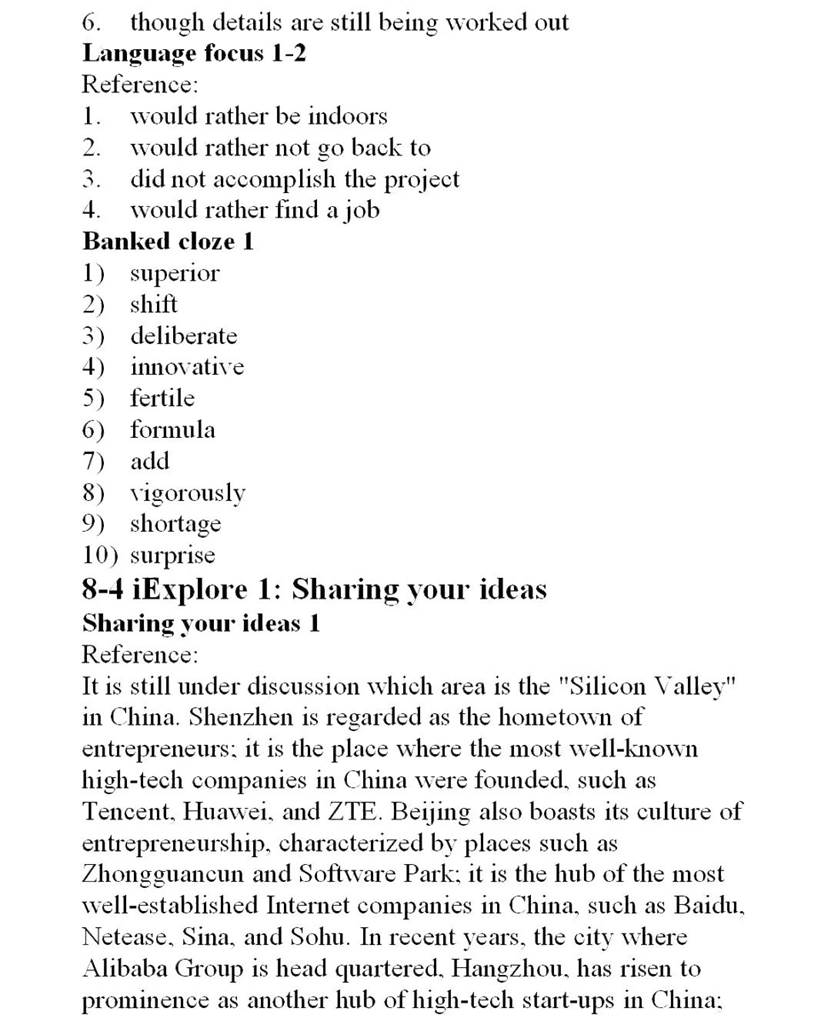 6. though details are still being worked out
Language focus 1-2
Reference:
1. would rather be indoors
2. would rather not go back to
3. did not accomplish the project
4. would rather find a job
Banked cloze 1
1) superior
2) shift
3) deliberate
4) innovative
5) fertile
6) formula
7) add
8) vigorously
9) shortage
10) surprise
8-4 iExplore 1: Sharing your ideas
Sharing your ideas 1
Reference:
It is still under discussion which area is the "Silicon Valley"
in China. Shenzhen is regarded as the hometown of
entrepreneurs; it is the place where the most well-known
high-tech companies in China were founded, such as
Tencent, Huawei, and ZTE. Beijing also boasts its culture of
entrepreneurship, characterized by places such as
Zhongguancun and Software Park; it is the hub of the most
well-established Internet companies in China, such as Baidu,
Netease, Sina, and Sohu. In recent years, the city where
Alibaba Group is head quartered, Hangzhou, has risen to
prominence as another hub of high-tech start-ups in China;